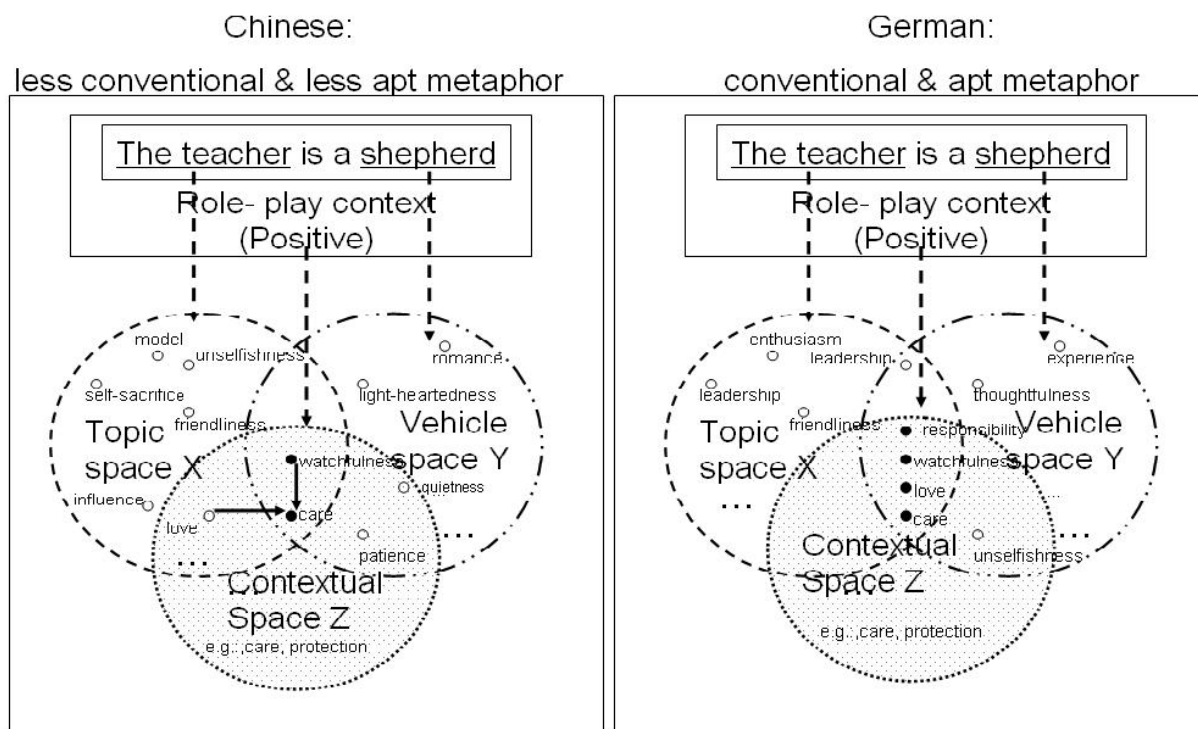 Chinese:
less conventional & less apt metaphor
The teacher is a shepherd
Role- play context
(Positive)
model
unselfishness
romance
self-sacrifice
light-heartedness
friendliness
Topic
space X
Vehicle
space Y
watchfulness
quietness
...
influence
love
care
patience
...
...
...
Contextual
Space Z
e.g.:,care, protection
German:
conventional & apt metaphor
The teacher is a shepherd
Role- play context
(Positive)
enthusiasm
leadership
experience
leadership
thoughtfulness
friendliness
Topic
space X
Vehicle
space Y
responsibility
watchfulness
love
...
...
care
...
Contextual
Space Z
unselfishness
...
e.g.:,care, protection